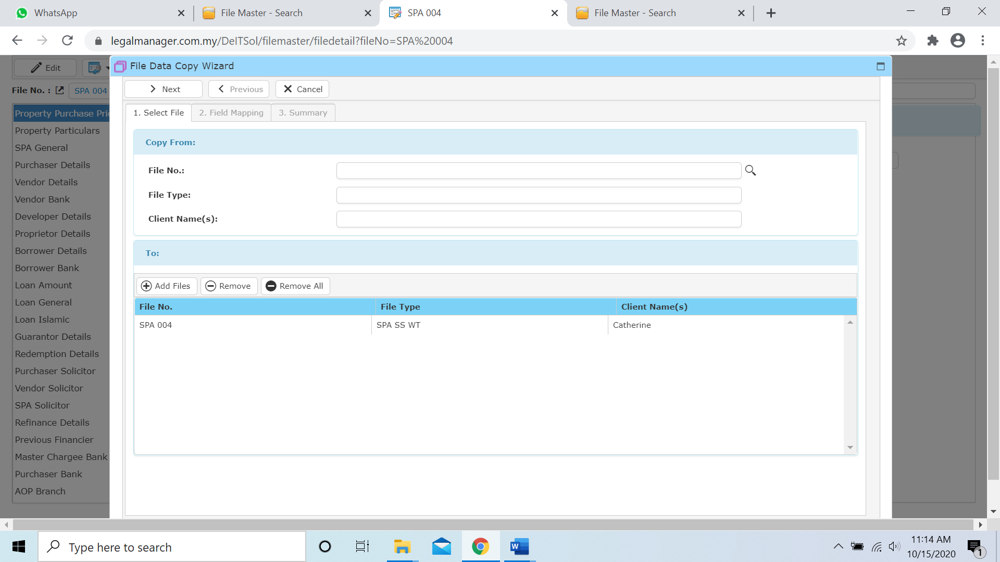 WhatsApp
File Master - Search
SPA 004
File Master - Search
legalmanager.com.my/DeITSol/filemaster/filedetail?fileNo=SPA%20004
Edit
File Data Copy Wizard
File No. :
SPA 004
Next
Previous
Cancel
1. Select File
2. Field Mapping
3. Summary
Property Purchase Pri
Property Particulars
SPA General
Purchaser Details
Vendor Details
Vendor Bank
Developer Details
Proprietor Details
Borrower Details
Borrower Bank
Loan Amount
Loan General
Loan Islamic
Guarantor Details
Redemption Details
Purchaser Solicitor
Vendor Solicitor
SPA Solicitor
Refinance Details
Previous Financier
Master Chargee Bank
Purchaser Bank
AOP Branch
Copy From:
File No.:
File Type:
Client Name(s):
To:
Add Files
Remove
Remove All
File No.
File Type
Client Name(s)
SPA 004
SPA SS WT
Catherine
Type here to search
W
11:14 AM
10/15/2020
1